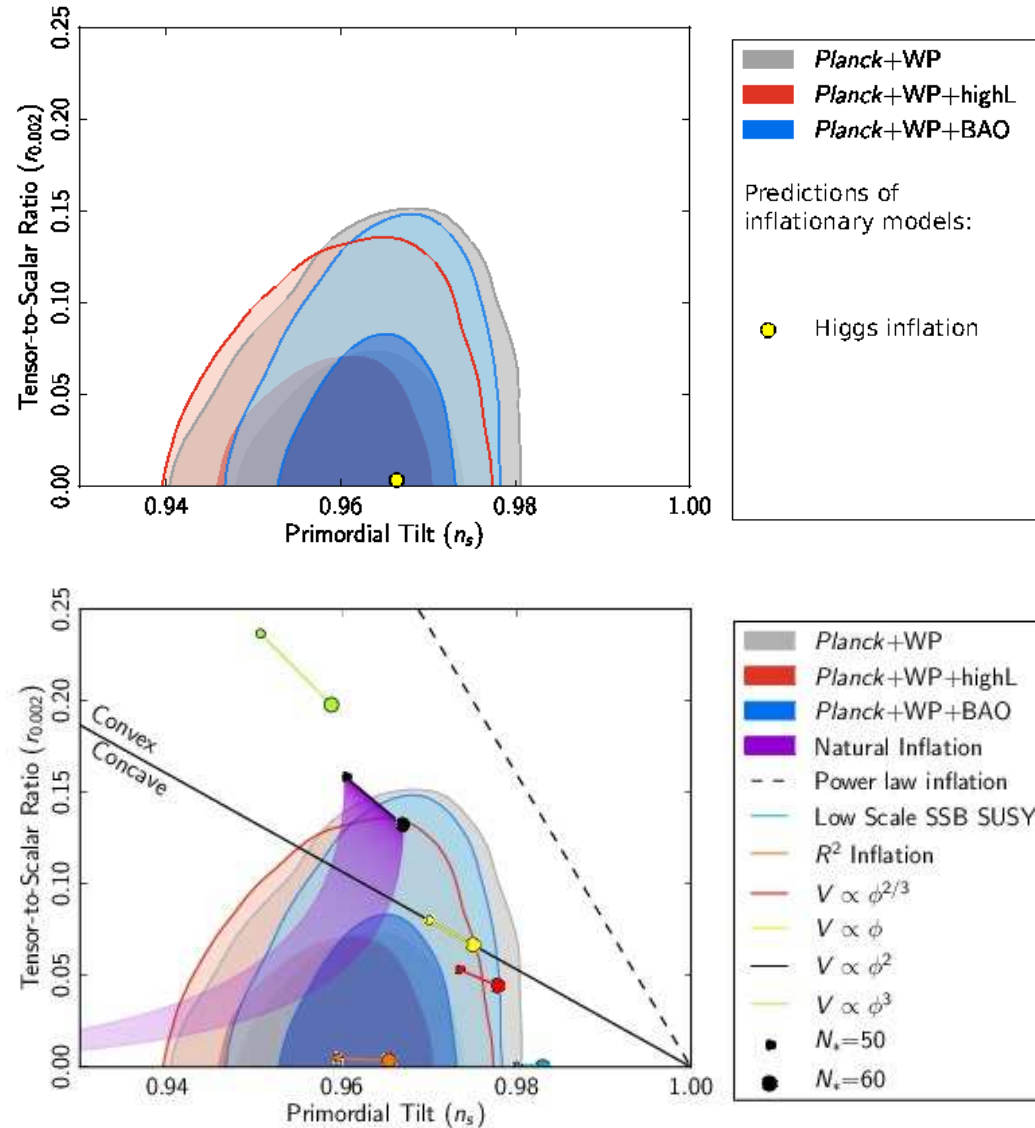 0.25
0.20
0.15
0.10
0.05
0.00
Tensor-to-Scalar Ratio (r0.002)
0.94 0.96 0.98 1.00
Primordial Tilt (ns)
Planck+WP
Planck+WP+highL
Planck+WP+BAO
Predictions of
inflationary models:
Higgs inflation
0.25
0.20
0.15
0.10
0.05
0.00
Tensor-to-Scalar Ratio (r0.002)
Convex
Concave
0.94 0.96 0.98 1.00
Primordial Tilt (ns)
Planck+WP
Planck+WP+highL
Planck+WP+BAO
Natural Inflation
Power law inflation
Low Scale SSB SUSY
R² Inflation
V ∝ ϕ^2/3
V ∝ ϕ
V ∝ ϕ²
V ∝ ϕ³
N*=50
N*=60